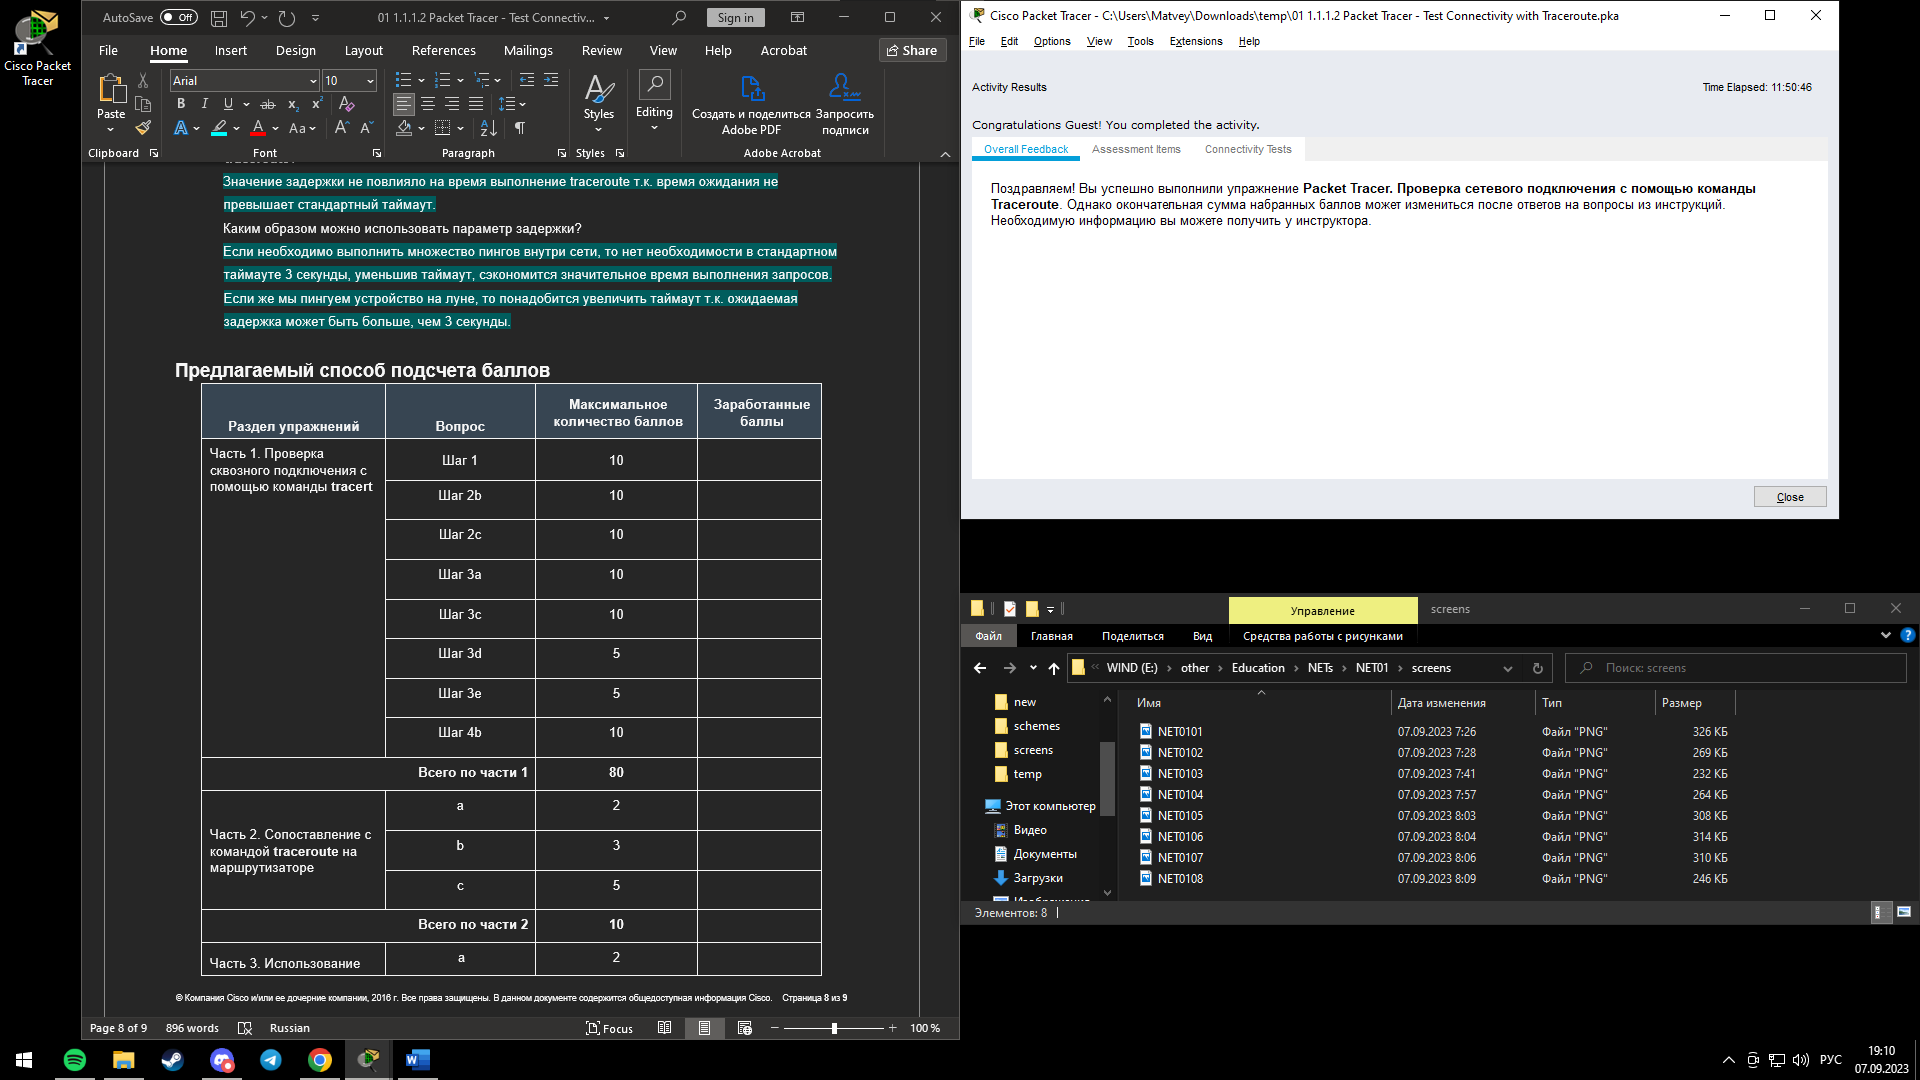 Cisco Packet
Tracer
AutoSave Off 01 1.1.1.2 Packet Tracer - Test Connectiv... Sign in
File Home Insert Design Layout References Mailings Review View Help Acrobat Share
Arial 10
Paste
B I U ab x₂ x²
A A Aa A A
Styles
Editing
Создать и поделиться
Adobe PDF
Запросить
подписи
Clipboard Font Paragraph Styles Adobe Acrobat
Значение задержки не повлияло на время выполнение traceroute т.к. время ожидания не
превышает стандартный таймаут.
Каким образом можно использовать параметр задержки?
Если необходимо выполнить множество пингов внутри сети, то нет необходимости в стандартном
таймауте 3 секунды, уменьшив таймаут, сэкономится значительное время выполнения запросов.
Если же мы пингуем устройство на луне, то понадобится увеличить таймаут т.к. ожидаемая
задержка может быть больше, чем 3 секунды.
Предлагаемый способ подсчета баллов
Раздел упражнений Вопрос Максимальное количество баллов Заработанные баллы
Часть 1. Проверка
сквозного подключения с
помощью команды tracert
Шаг 1 10
Шаг 2b 10
Шаг 2c 10
Шаг 3a 10
Шаг 3c 10
Шаг 3d 5
Шаг 3e 5
Шаг 4b 10
Всего по части 1 80
Часть 2. Сопоставление с
командой traceroute на
маршрутизаторе
a 2
b 3
c 5
Всего по части 2 10
Часть 3. Использование a 2
© Компания Cisco и/или ее дочерние компании, 2016 г. Все права защищены. В данном документе содержится общедоступная информация Cisco. Страница 8 из 9
Page 8 of 9 896 words Russian Focus 100 %
Cisco Packet Tracer - C:\Users\Matvey\Downloads\temp\01 1.1.1.2 Packet Tracer - Test Connectivity with Traceroute.pka
File Edit Options View Tools Extensions Help
Activity Results Time Elapsed: 11:50:46
Congratulations Guest! You completed the activity.
Overall Feedback Assessment Items Connectivity Tests
Поздравляем! Вы успешно выполнили упражнение Packet Tracer. Проверка сетевого подключения с помощью команды
Traceroute. Однако окончательная сумма набранных баллов может измениться после ответов на вопросы из инструкций.
Необходимую информацию вы можете получить у инструктора.
Close
Управление screens
Файл Главная Поделиться Вид Средства работы с рисунками
WIND (E:) other Education NETs NET01 screens Поиск: screens
new
schemes
screens
temp
Этот компьютер
Видео
Документы
Загрузки
Изображения
Имя Дата изменения Тип Размер
NET0101 07.09.2023 7:26 Файл "PNG" 326 КБ
NET0102 07.09.2023 7:28 Файл "PNG" 269 КБ
NET0103 07.09.2023 7:41 Файл "PNG" 232 КБ
NET0104 07.09.2023 7:57 Файл "PNG" 264 КБ
NET0105 07.09.2023 8:03 Файл "PNG" 308 КБ
NET0106 07.09.2023 8:04 Файл "PNG" 314 КБ
NET0107 07.09.2023 8:06 Файл "PNG" 310 КБ
NET0108 07.09.2023 8:09 Файл "PNG" 246 КБ
Элементов: 8
РУС
19:10
07.09.2023